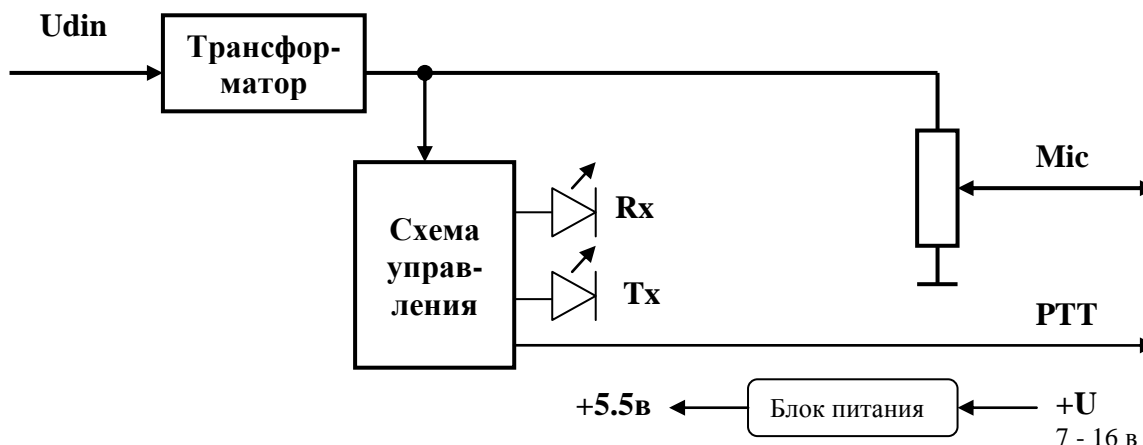 Udin
Трансфор-
матор
Mic
Rx
Схема
управ-
ления
Tx
PTT
+5.5в
Блок питания
+U
7 - 16 в